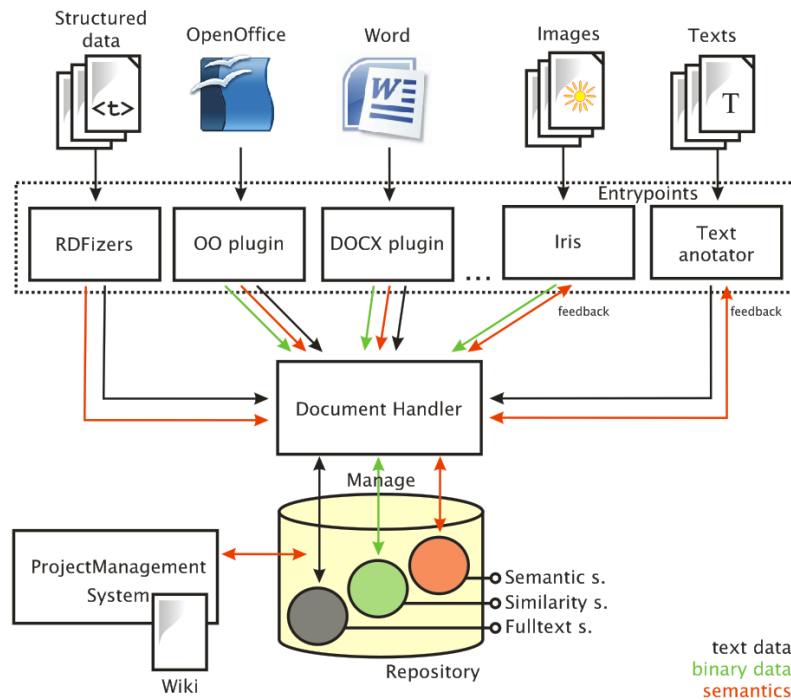 Structured
data
OpenOffice
Word
Images
Texts
<t>
W
T
Entrypoints
RDFizers
OO plugin
DOCX plugin
...
Iris
Text
anotator
feedback
feedback
Document Handler
Manage
ProjectManagement
System
Wiki
Semantic s.
Similarity s.
Fulltext s.
Repository
text data
binary data
semantics